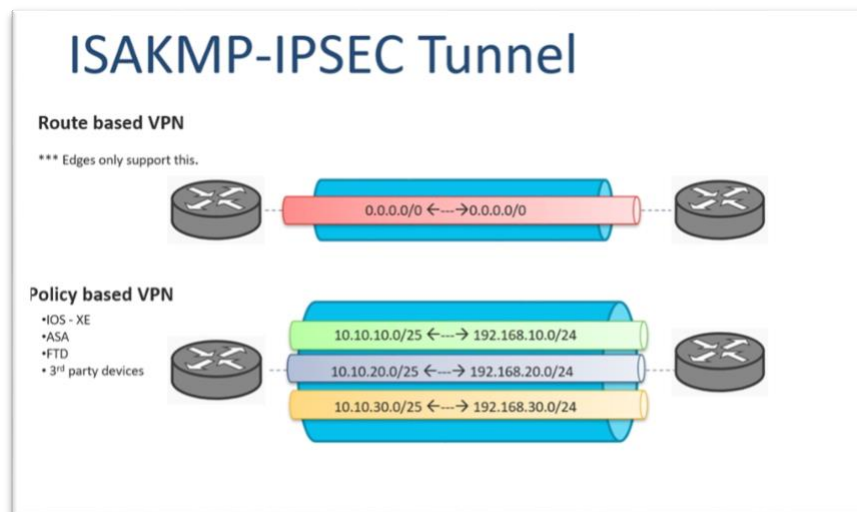 ISAKMP-IPSEC Tunnel
Route based VPN
*** Edges only support this.
0.0.0.0/0 ←---→0.0.0.0/0
Policy based VPN
•IOS - XE
•ASA
•FTD
• 3rd party devices
10.10.10.0/25 ←---→ 192.168.10.0/24
10.10.20.0/25 ←---→ 192.168.20.0/24
10.10.30.0/25 ←---→ 192.168.30.0/24